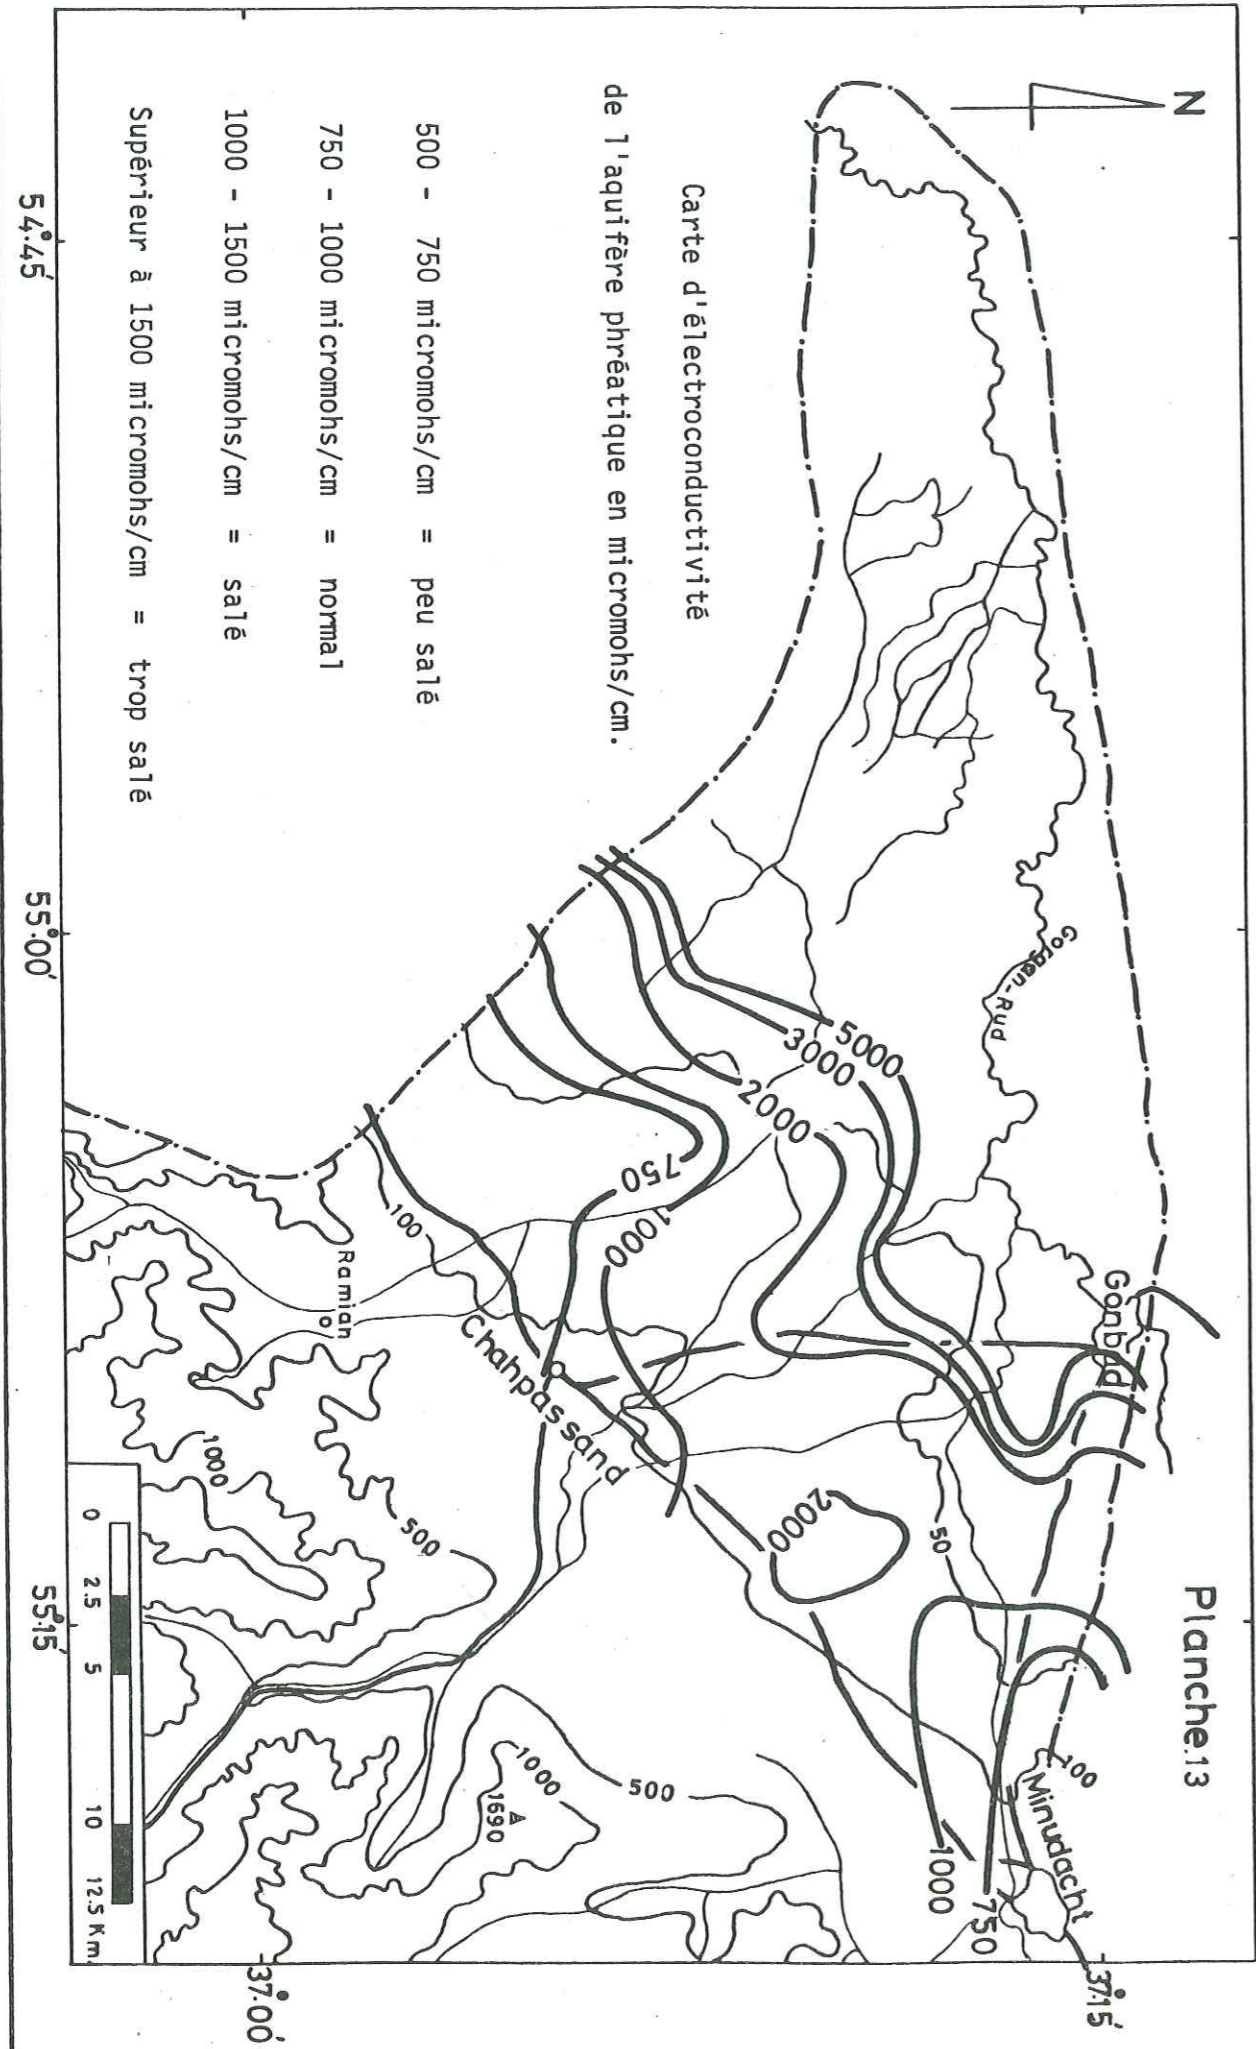 Planche.13
N
Carte d'électroconductivité
de l'aquifère phréatique en micromohs/cm.
500 - 750 micromohs/cm = peu salé
750 - 1000 micromohs/cm = normal
1000 - 1500 micromohs/cm = salé
Supérieur à 1500 micromohs/cm = trop salé
Gorgan-Rud
Gonbad
Minudacht
Chahpassand
Ramian
5000
3000
2000
750
1000
2000
1000
750
100
50
100
500
1000
500
1000
1690
37°15'
37°00'
54°45'
55°00'
55°15'
0 2.5 5 10 12.5 Km.